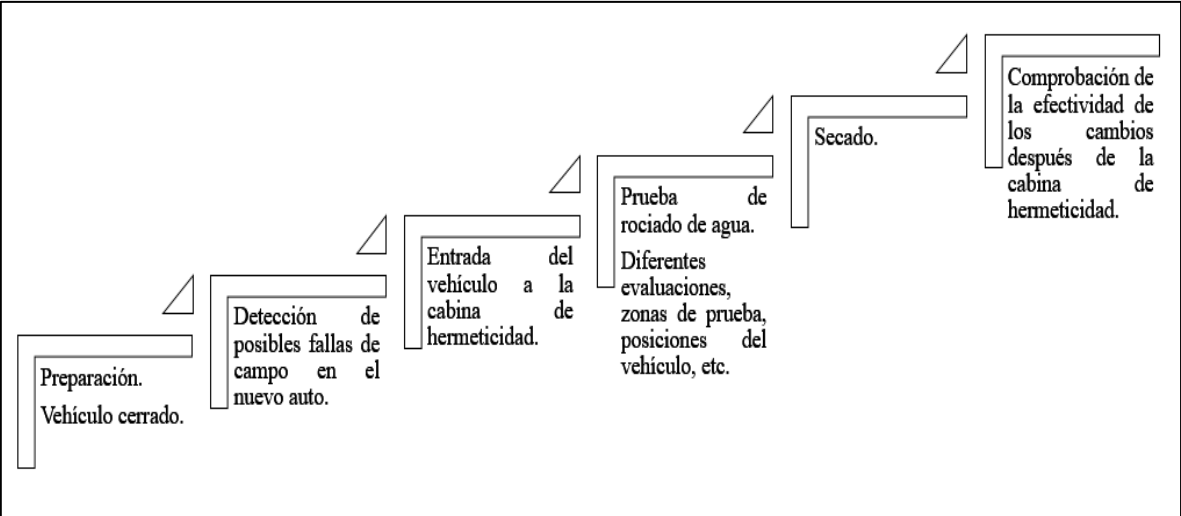 Preparación.
Vehículo cerrado.
Detección de
posibles fallas de
campo en el
nuevo auto.
Entrada del
vehículo a la
cabina de
hermeticidad.
Prueba de
rociado de agua.
Diferentes
evaluaciones,
zonas de prueba,
posiciones del
vehículo, etc.
Secado.
Comprobación de
la efectividad de
los cambios
después de la
cabina de
hermeticidad.